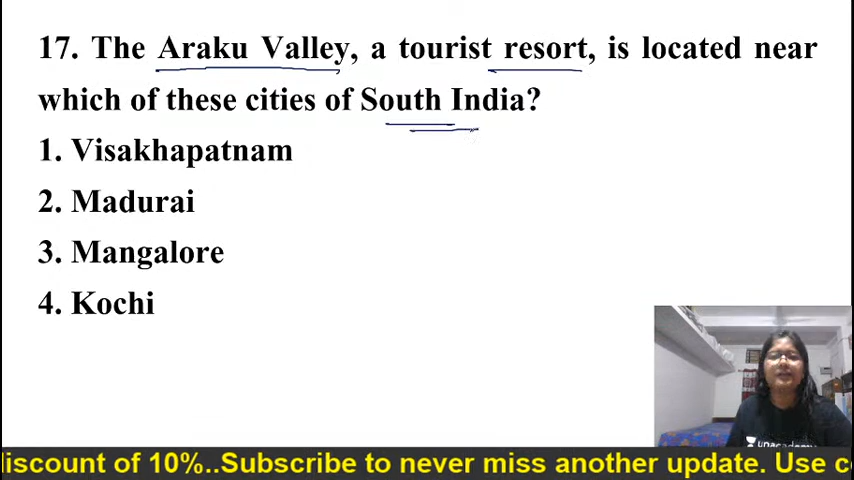 17. The Araku Valley, a tourist resort, is located near
which of these cities of South India?
1. Visakhapatnam
2. Madurai
3. Mangalore
4. Kochi
unacademy
discount of 10%..Subscribe to never miss another update. Use